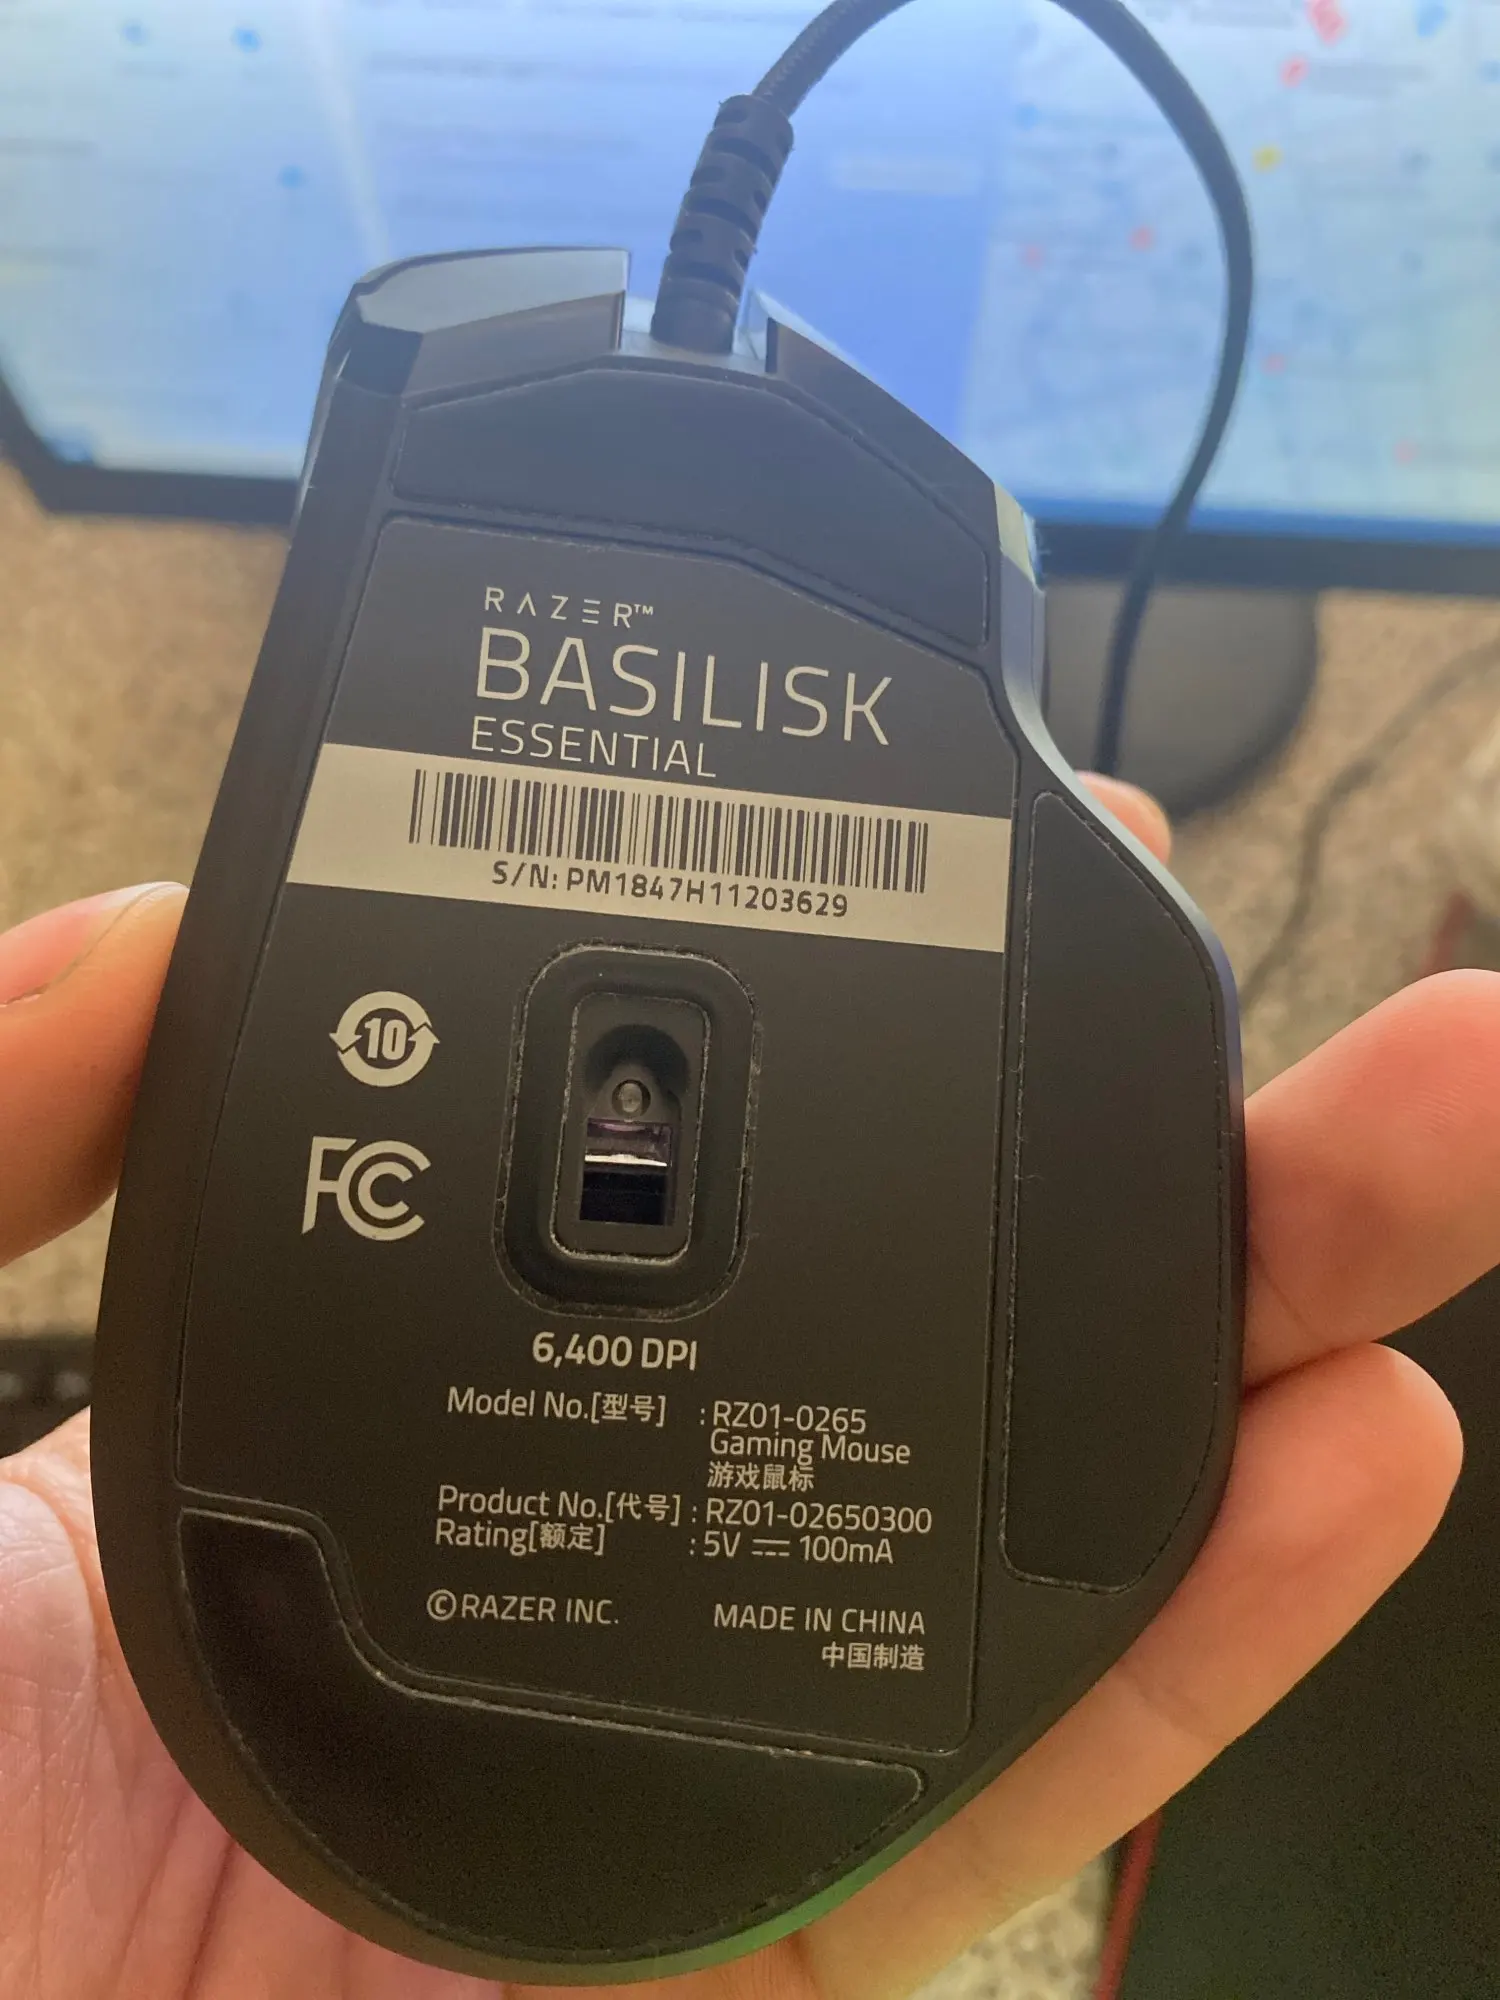 RAZER™
BASILISK
ESSENTIAL
S/N: PM1847H11203629
10
FC
6,400 DPI
Model No.[型号] : RZ01-0265
Gaming Mouse
游戏鼠标
Product No.[代号] : RZ01-02650300
Rating[额定] : 5V ⎓ 100mA
©RAZER INC. MADE IN CHINA
中国制造